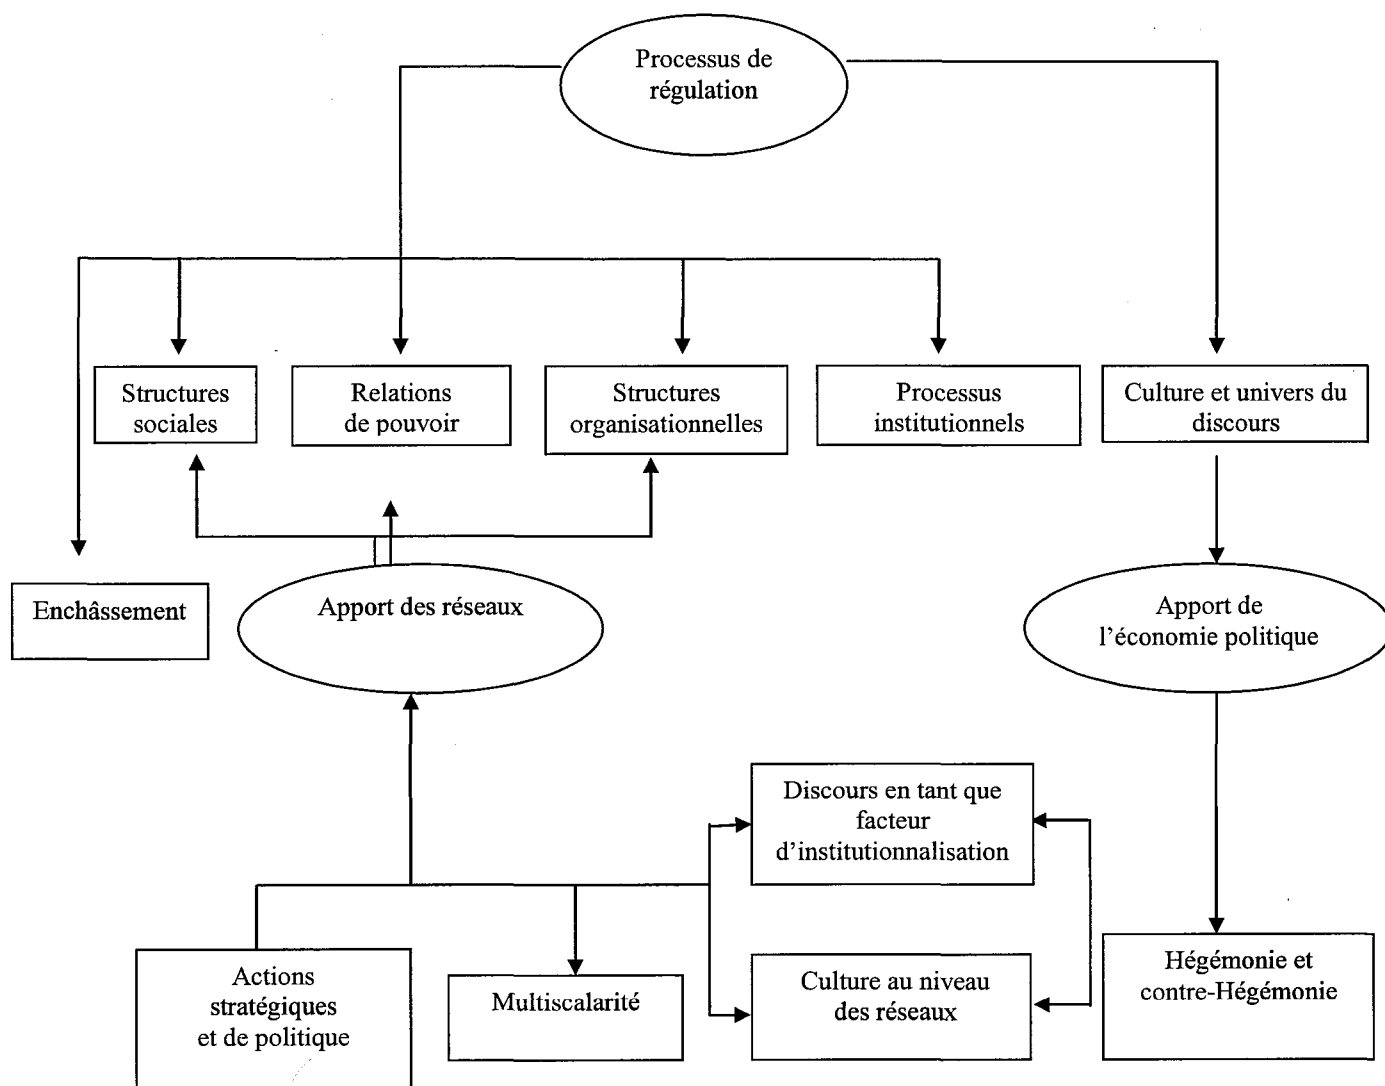 Processus de
régulation
Structures
sociales
Relations
de pouvoir
Structures
organisationnelles
Processus
institutionnels
Culture et univers du
discours
Enchâssement
Apport des réseaux
Apport de
l'économie politique
Discours en tant que
facteur
d'institutionnalisation
Actions
stratégiques
et de politique
Multiscalarité
Culture au niveau
des réseaux
Hégémonie et
contre-Hégémonie